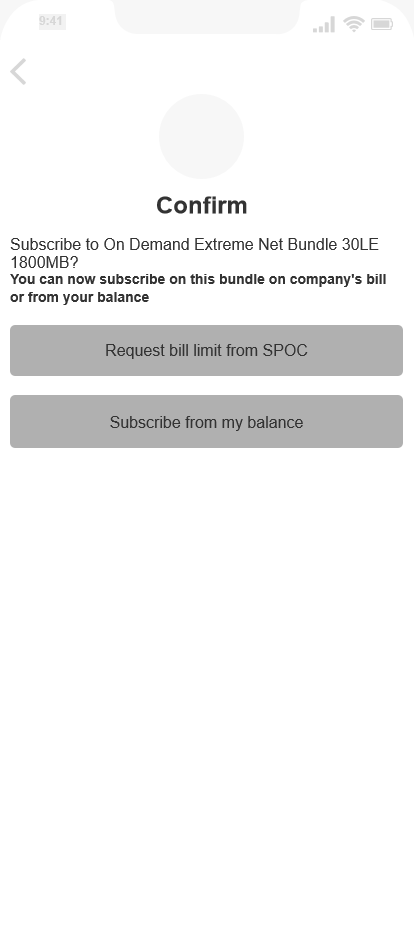 9:41
Confirm
Subscribe to On Demand Extreme Net Bundle 30LE
1800MB?
You can now subscribe on this bundle on company's bill
or from your balance
Request bill limit from SPOC
Subscribe from my balance